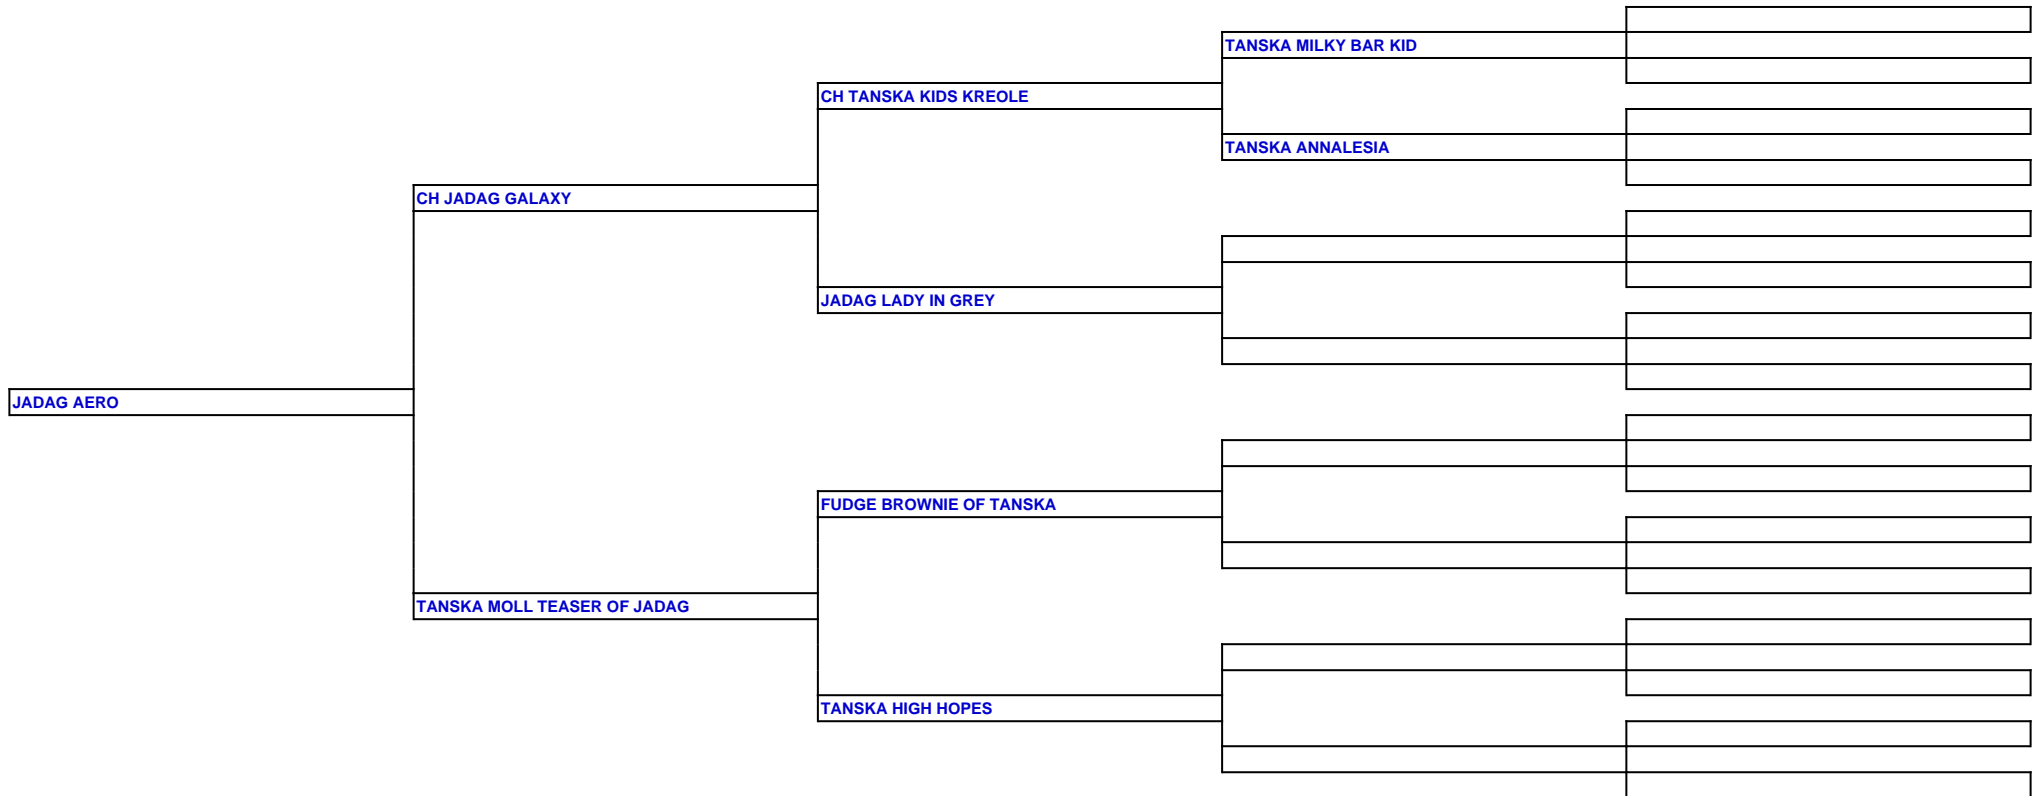 TANSKA MILKY BAR KID
CH TANSKA KIDS KREOLE
TANSKA ANNALESIA
CH JADAG GALAXY
JADAG LADY IN GREY
JADAG AERO
FUDGE BROWNIE OF TANSKA
TANSKA MOLL TEASER OF JADAG
TANSKA HIGH HOPES